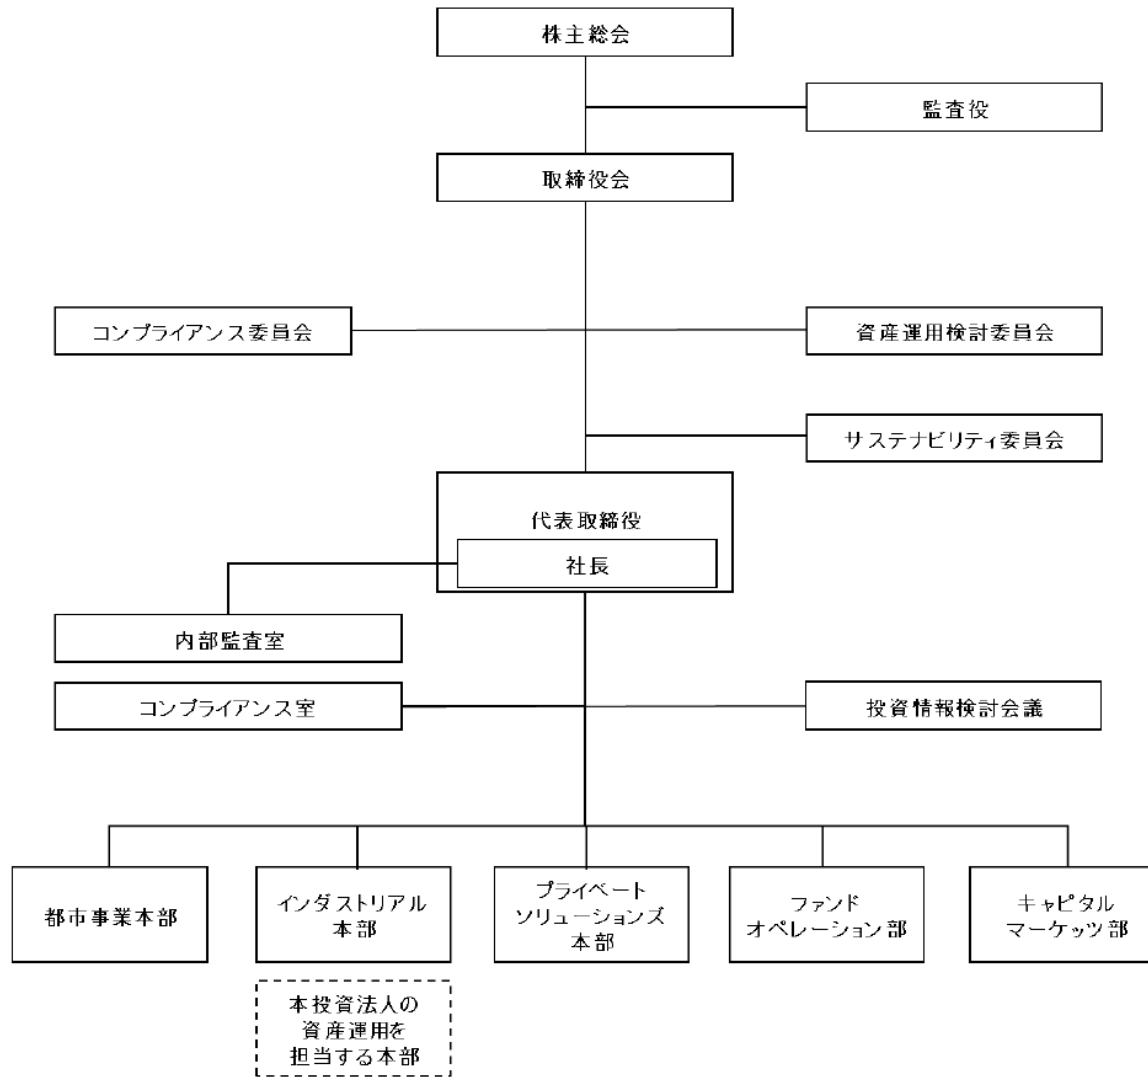 株主総会
監査役
取締役会
コンプライアンス委員会
資産運用検討委員会
サステナビリティ委員会
代表取締役
社長
内部監査室
コンプライアンス室
投資情報検討会議
都市事業本部
インダストリアル
本部
プライベート
ソリューションズ
本部
ファンド
オペレーション部
キャピタル
マーケッツ部
本投資法人の
資産運用を
担当する本部